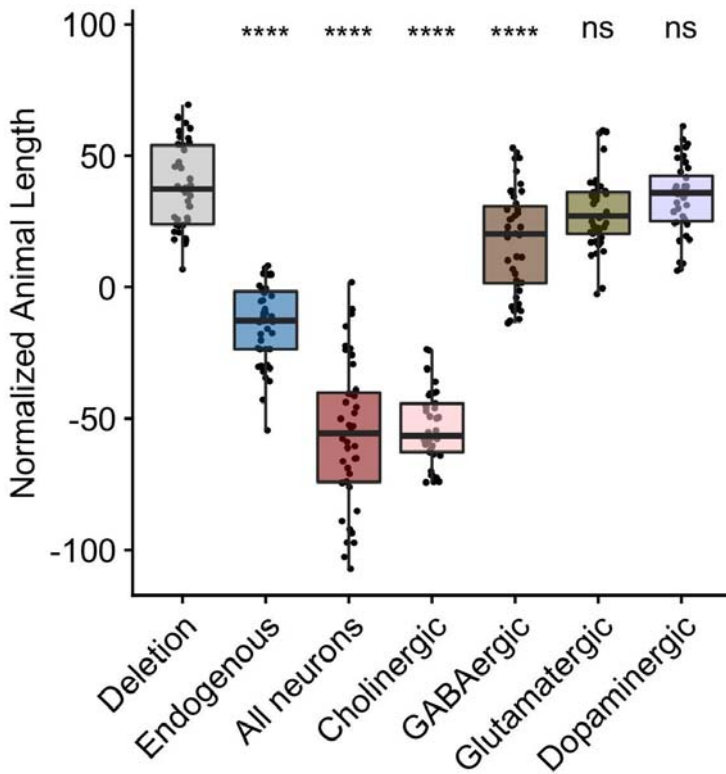 100
**** **** **** **** ns ns
50
0
-50
-100
Normalized Animal Length
Deletion
Endogenous
All neurons
Cholinergic
GABAergic
Glutamatergic
Dopaminergic